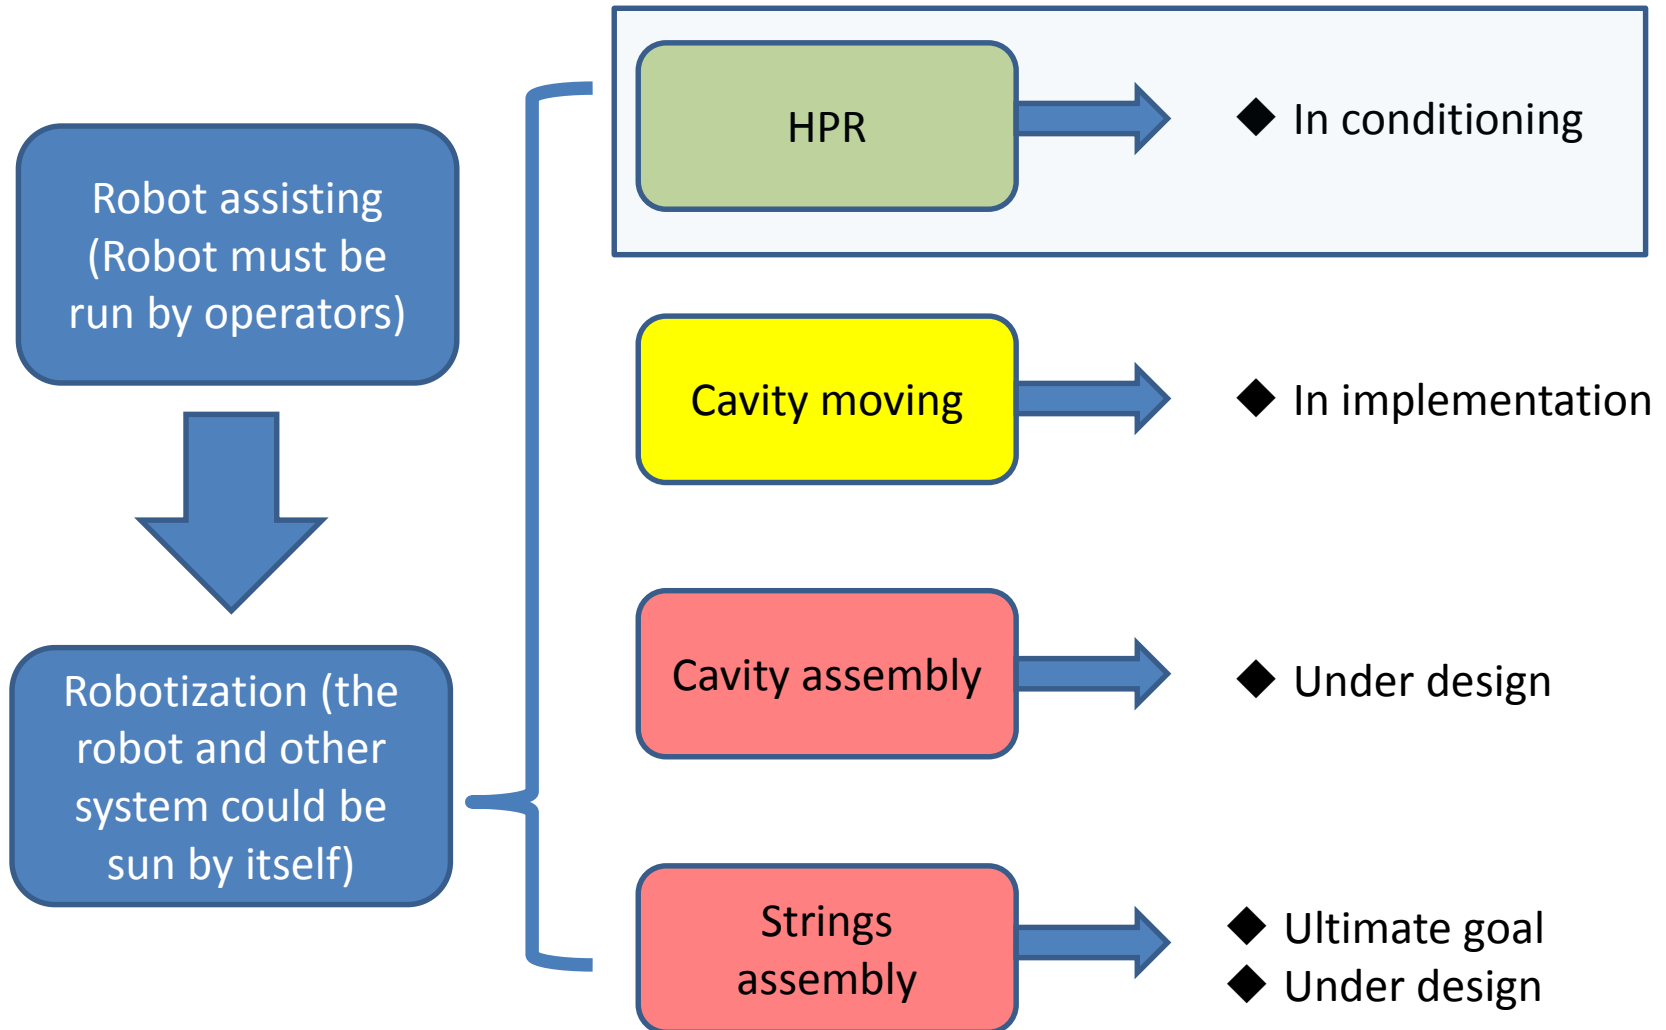 Robot assisting
(Robot must be
run by operators)
Robotization (the
robot and other
system could be
sun by itself)
HPR
◆ In conditioning
Cavity moving
◆ In implementation
Cavity assembly
◆ Under design
Strings
assembly
◆ Ultimate goal
◆ Under design